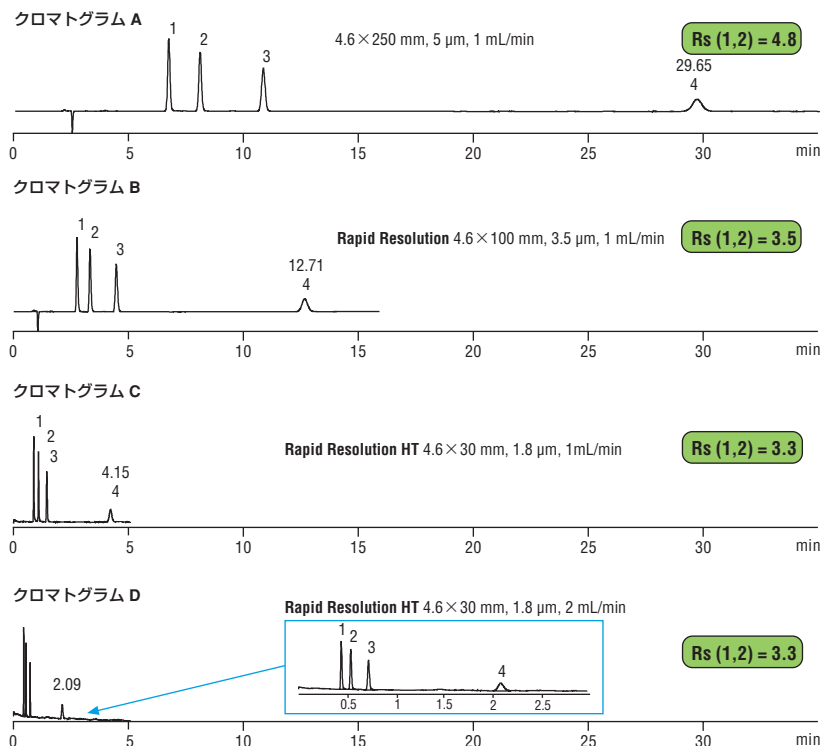 クロマトグラム A
1
2
3
4.6×250 mm, 5 µm, 1 mL/min
Rs (1,2) = 4.8
29.65
4
0 5 10 15 20 25 30 min
クロマトグラム B
1
2
3
Rapid Resolution 4.6×100 mm, 3.5 µm, 1 mL/min
Rs (1,2) = 3.5
12.71
4
0 5 10 15 20 25 30 min
クロマトグラム C
1
2
3
Rapid Resolution HT 4.6×30 mm, 1.8 µm, 1mL/min
Rs (1,2) = 3.3
4.15
4
0 5 10 15 20 25 30 min
クロマトグラム D
Rapid Resolution HT 4.6×30 mm, 1.8 µm, 2 mL/min
1
2
3
4
0.5 1 1.5 2 2.5
Rs (1,2) = 3.3
2.09
0 5 10 15 20 25 30 min